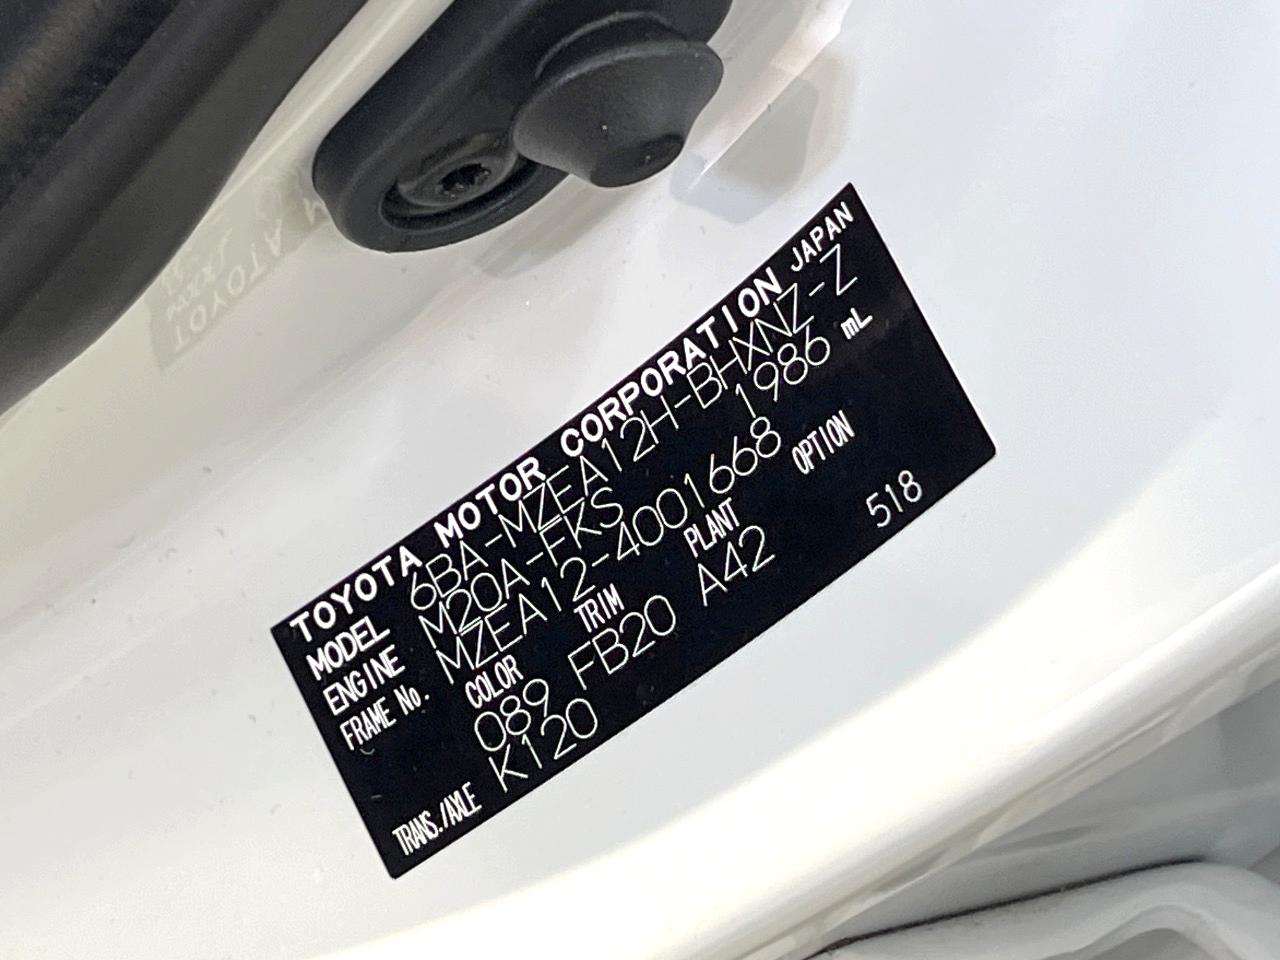 TOYOTA MOTOR CORPORATION JAPAN
MODEL 6BA-MZEA12H-BHXNZ-Z
ENGINE M20A-FKS 1986 mL
FRAME No. MZEA12-4001668
COLOR TRIM PLANT OPTION
089 FB20 A42 518
TRANS./AXLE K120